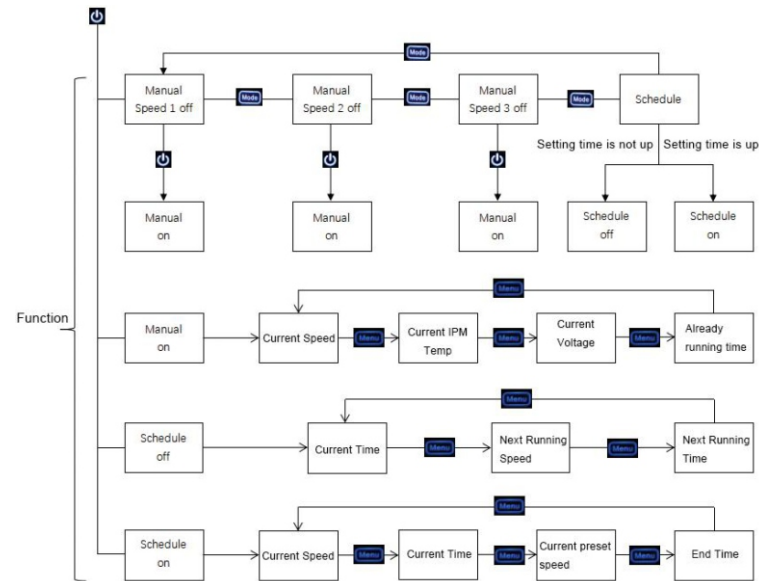 Mode
Manual
Speed 1 off
Mode
Manual
Speed 2 off
Mode
Manual
Speed 3 off
Mode
Schedule
Setting time is not up
Setting time is up
Manual
on
Manual
on
Manual
on
Schedule
off
Schedule
on
Function
Menu
Manual
on
Current Speed
Menu
Current IPM
Temp
Menu
Current
Voltage
Menu
Already
running time
Menu
Schedule
off
Current Time
Menu
Next Running
Speed
Menu
Next Running
Time
Menu
Schedule
on
Current Speed
Menu
Current Time
Menu
Current preset
speed
Menu
End Time